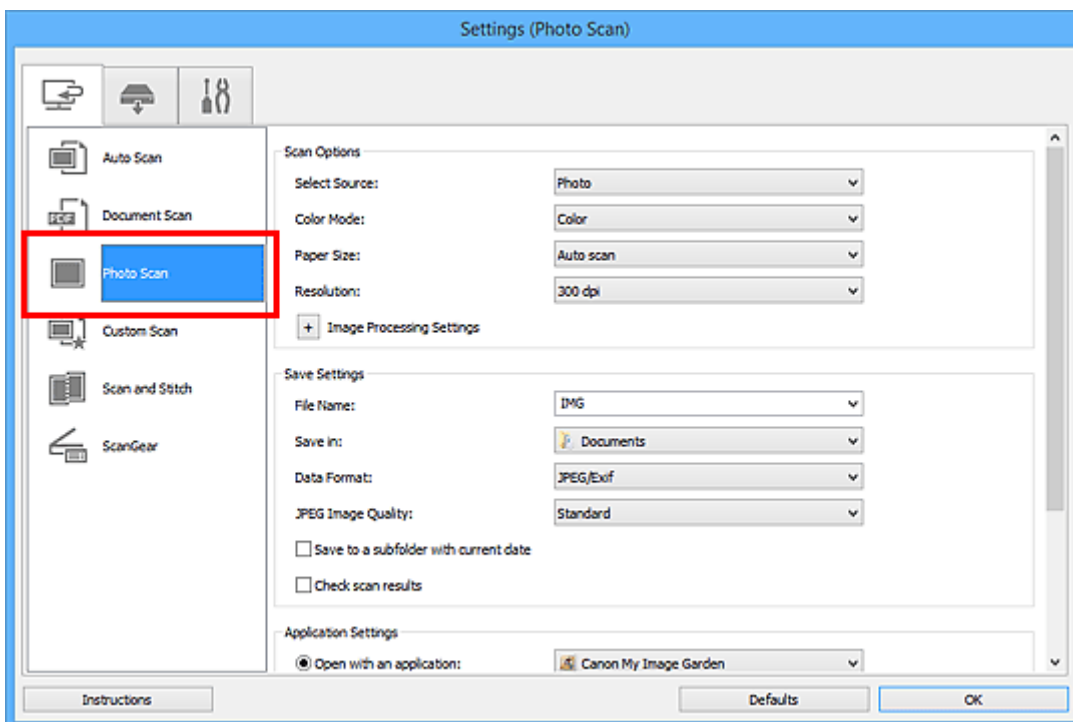 Settings (Photo Scan)
Auto Scan
PDF
Document Scan
Photo Scan
Custom Scan
Scan and Stitch
ScanGear
Scan Options
Select Source: Photo
Color Mode: Color
Paper Size: Auto scan
Resolution: 300 dpi
+ Image Processing Settings
Save Settings
File Name: IMG
Save in: Documents
Data Format: JPEG/Exif
JPEG Image Quality: Standard
Save to a subfolder with current date
Check scan results
Application Settings
Open with an application: Canon My Image Garden
Instructions Defaults OK